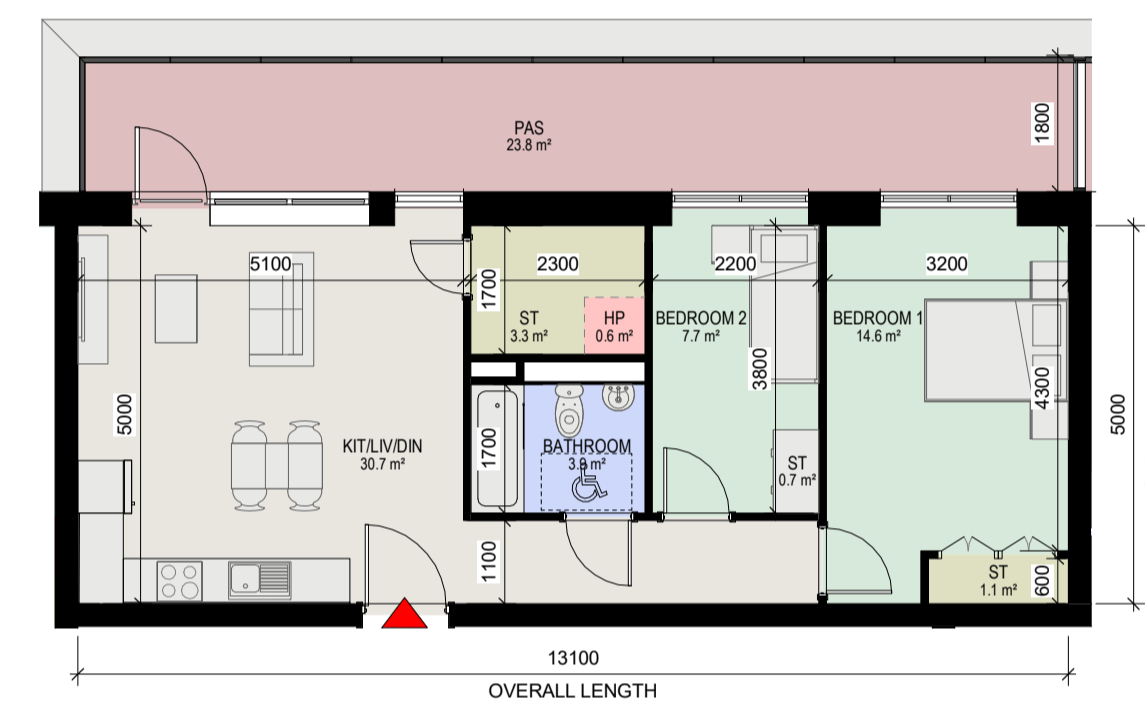 PAS
23.8 m²
1800
5100
1700
2300
2200
3200
ST
3.3 m²
HP
0.6 m²
BEDROOM 2
7.7 m²
BEDROOM 1
14.6 m²
3800
4300
5000
5000
KIT/LIV/DIN
30.7 m²
1700
BATHROOM
3.9 m²
ST
0.7 m²
1100
ST
1.1 m²
600
13100
OVERALL LENGTH